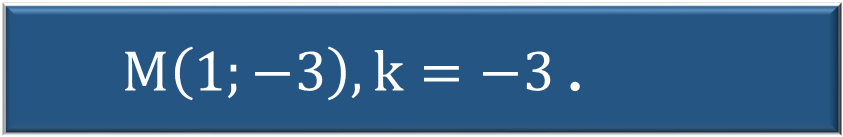 M(1; −3), k = −3 .